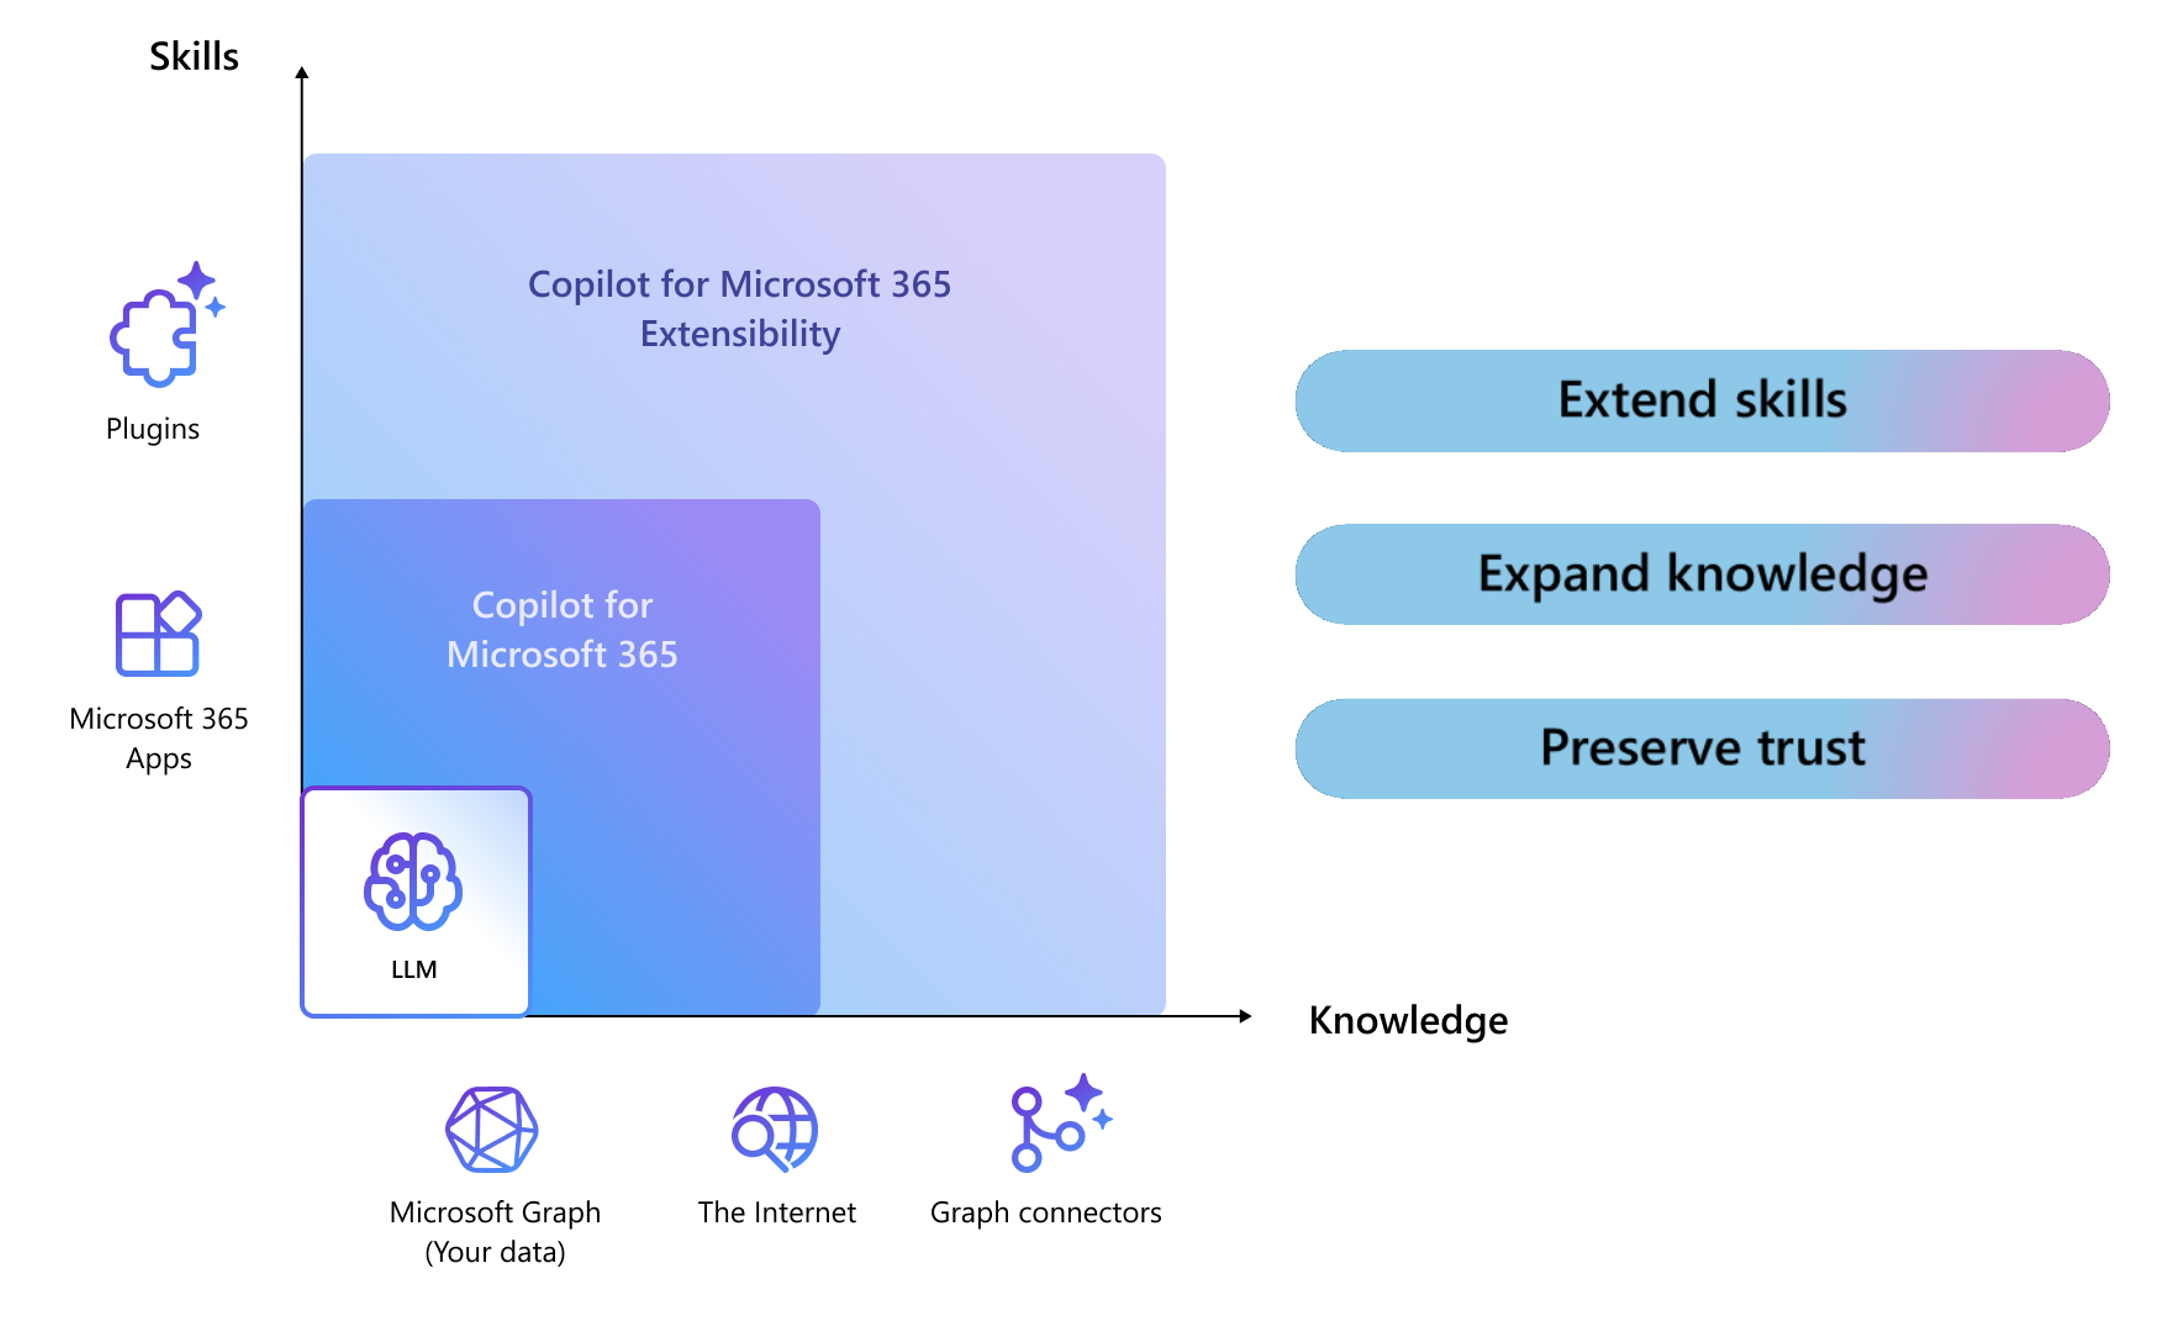 Skills
Copilot for Microsoft 365
Extensibility
Plugins
Copilot for
Microsoft 365
Microsoft 365
Apps
LLM
Knowledge
Microsoft Graph
(Your data)
The Internet
Graph connectors
Extend skills
Expand knowledge
Preserve trust